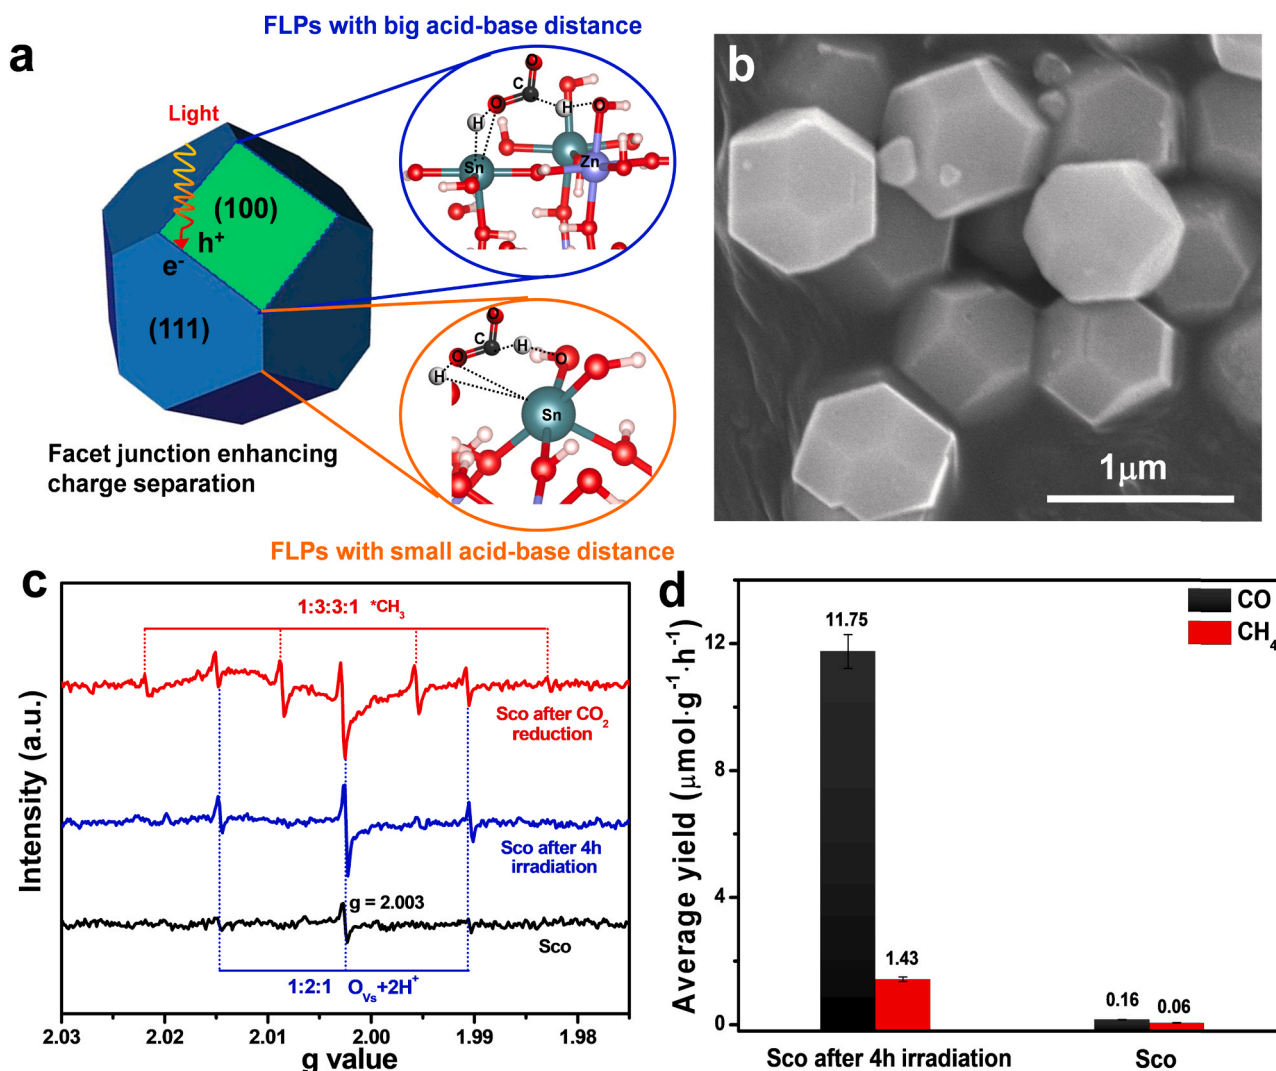 a
FLPs with big acid-base distance
Light
(100)
h⁺
e⁻
(111)
O
C
O
H
H
O
Sn
Zn
O
C
H
O
O
H
Sn
Facet junction enhancing
charge separation
FLPs with small acid-base distance
b
1μm
c
1:3:3:1 *CH₃
Sco after CO₂
reduction
Sco after 4h
irradiation
g = 2.003
Sco
1:2:1 O_Vs+2H⁺
Intensity (a.u.)
2.03
2.02
2.01
2.00
1.99
1.98
g value
d
CO
CH₄
11.75
1.43
0.16
0.06
12
8
4
0
Average yield (μmol·g⁻¹·h⁻¹)
Sco after 4h irradiation
Sco